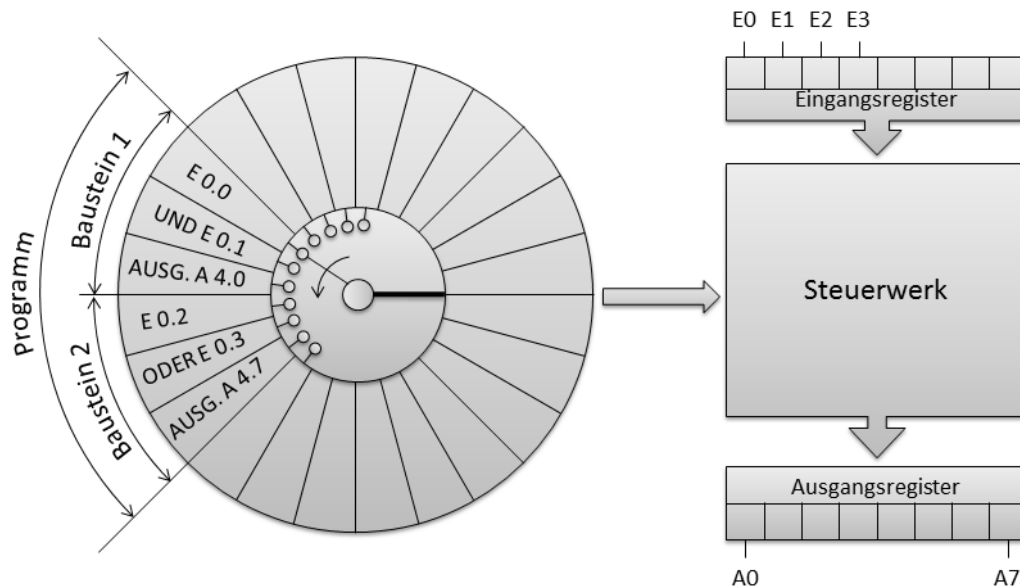 Programm
Baustein 1
Baustein 2
E 0.0
UND E 0.1
AUSG. A 4.0
E 0.2
ODER E 0.3
AUSG. A 4.7
E0 E1 E2 E3
Eingangsregister
Steuerwerk
Ausgangsregister
A0 A7